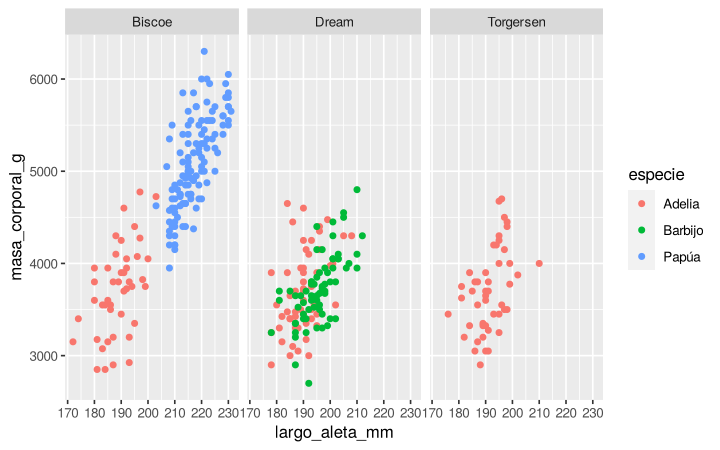 Biscoe Dream Torgersen
6000
5000
4000
3000
masa_corporal_g
170 180 190 200 210 220 230 170 180 190 200 210 220 230 170 180 190 200 210 220 230
largo_aleta_mm
especie
Adelia
Barbijo
Papúa